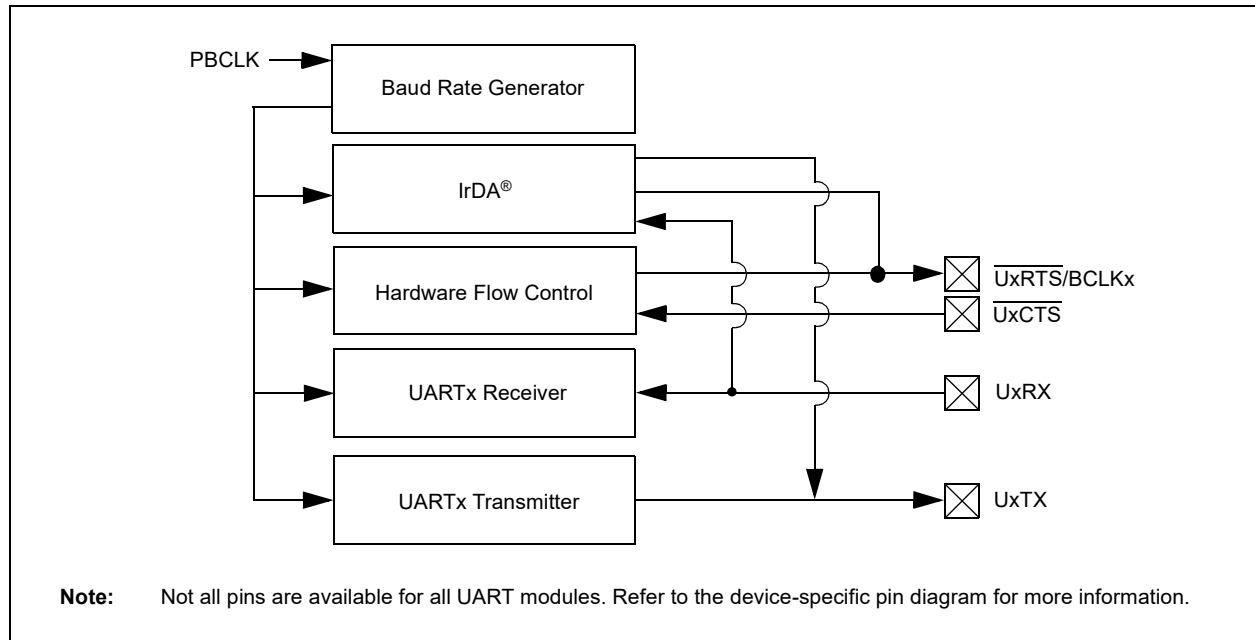 PBCLK
Baud Rate Generator
IrDA®
Hardware Flow Control
UxRTS/BCLKx
UxCTS
UARTx Receiver
UxRX
UARTx Transmitter
UxTX
Note: Not all pins are available for all UART modules. Refer to the device-specific pin diagram for more information.